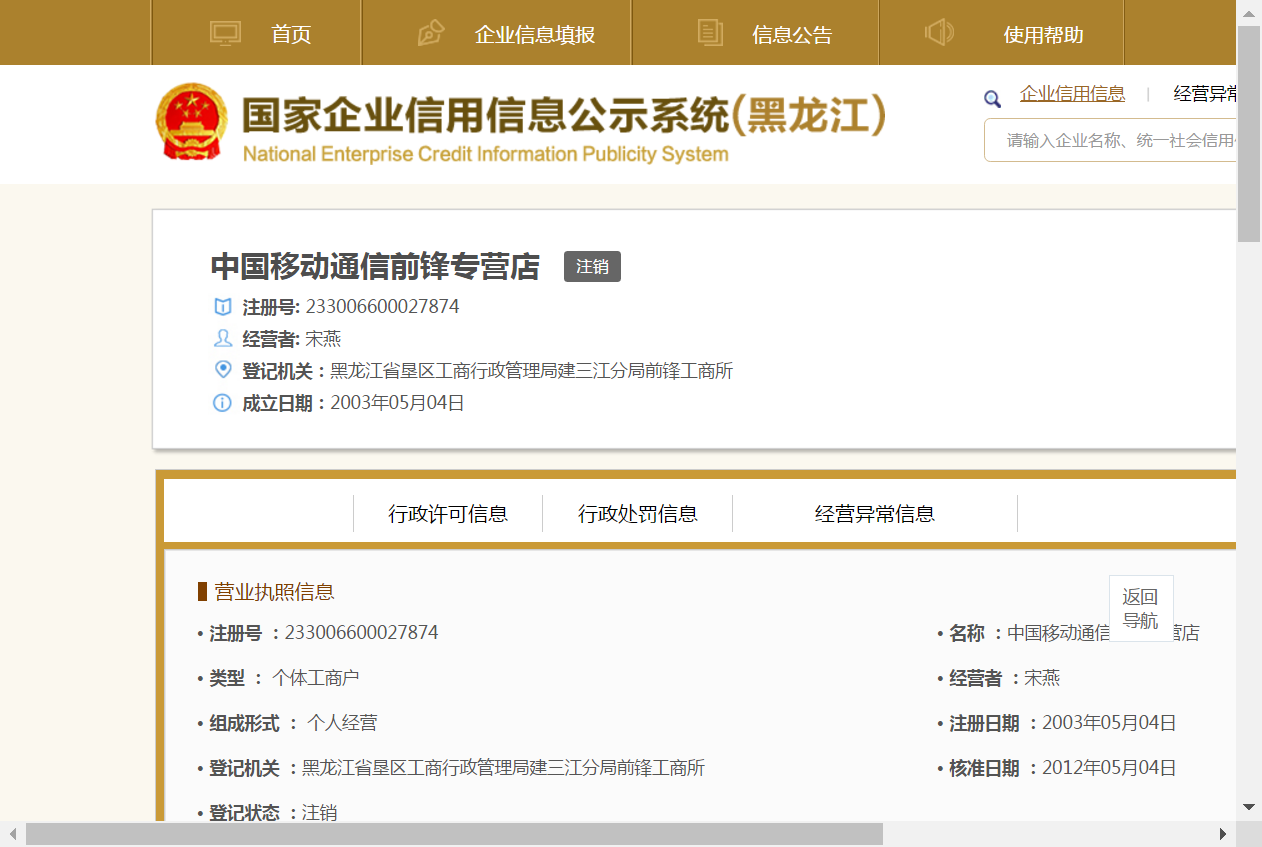 首页 企业信息填报 信息公告 使用帮助
国家企业信用信息公示系统(黑龙江)
National Enterprise Credit Information Publicity System
企业信用信息 | 经营异常
请输入企业名称、统一社会信用
中国移动通信前锋专营店 注销
注册号: 233006600027874
经营者: 宋燕
登记机关：黑龙江省垦区工商行政管理局建三江分局前锋工商所
成立日期：2003年05月04日
行政许可信息 行政处罚信息 经营异常信息
营业执照信息
返回
导航
• 注册号 ：233006600027874 • 名称 ：中国移动通信 营店
• 类型 ： 个体工商户 • 经营者 ：宋燕
• 组成形式 ： 个人经营 • 注册日期 ：2003年05月04日
• 登记机关 ：黑龙江省垦区工商行政管理局建三江分局前锋工商所 • 核准日期 ：2012年05月04日
• 登记状态 ：注销